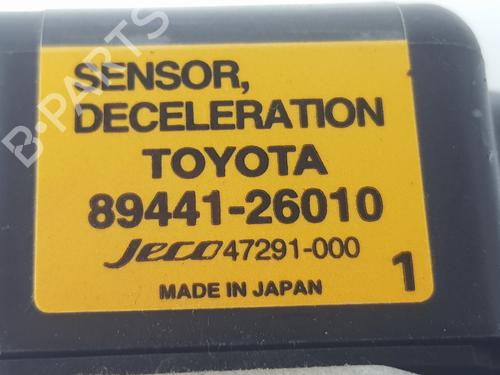 SENSOR,
DECELERATION
TOYOTA
89441-26010
Jeco 47291-000
1
MADE IN JAPAN
B-PARTS